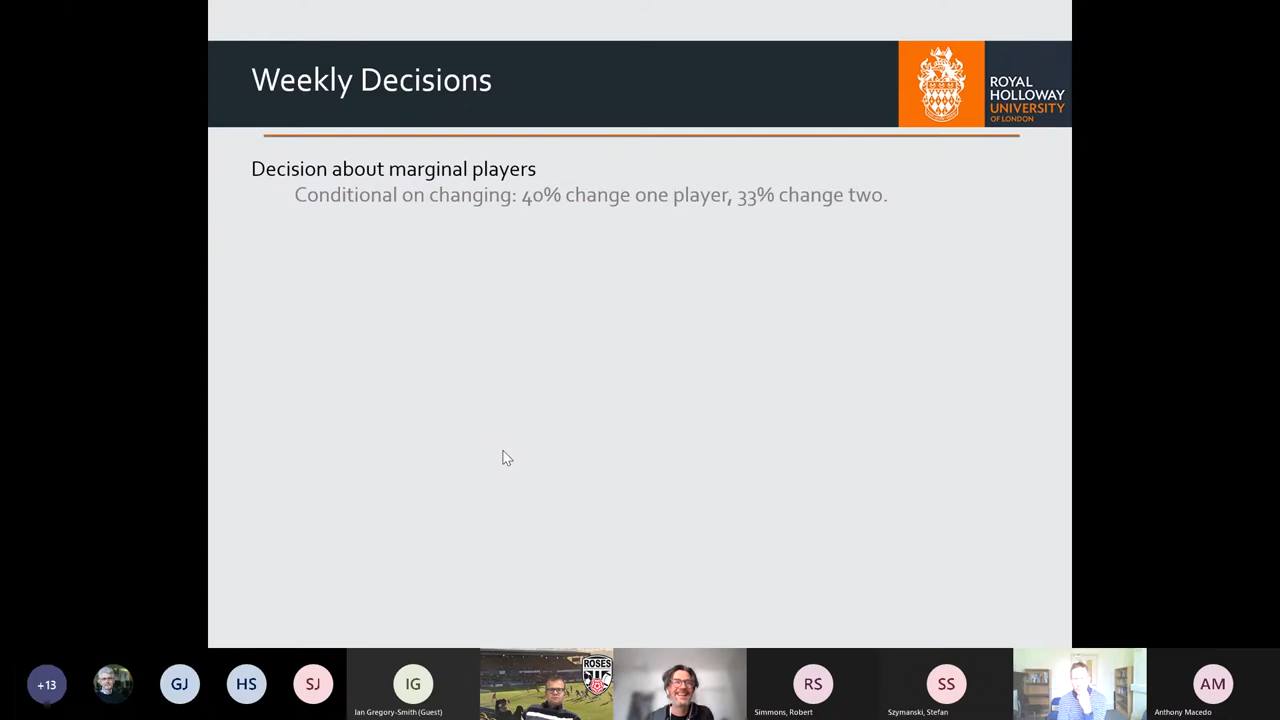 Weekly Decisions
ROYAL
HOLLOWAY
UNIVERSITY
OF LONDON
Decision about marginal players
Conditional on changing: 40% change one player, 33% change two.
ROSES
+13
GJ
HS
SJ
IG
RS
SS
AM
Ian Gregory-Smith (Guest)
Simmons, Robert
Szymanski, Stefan
Anthony Macedo